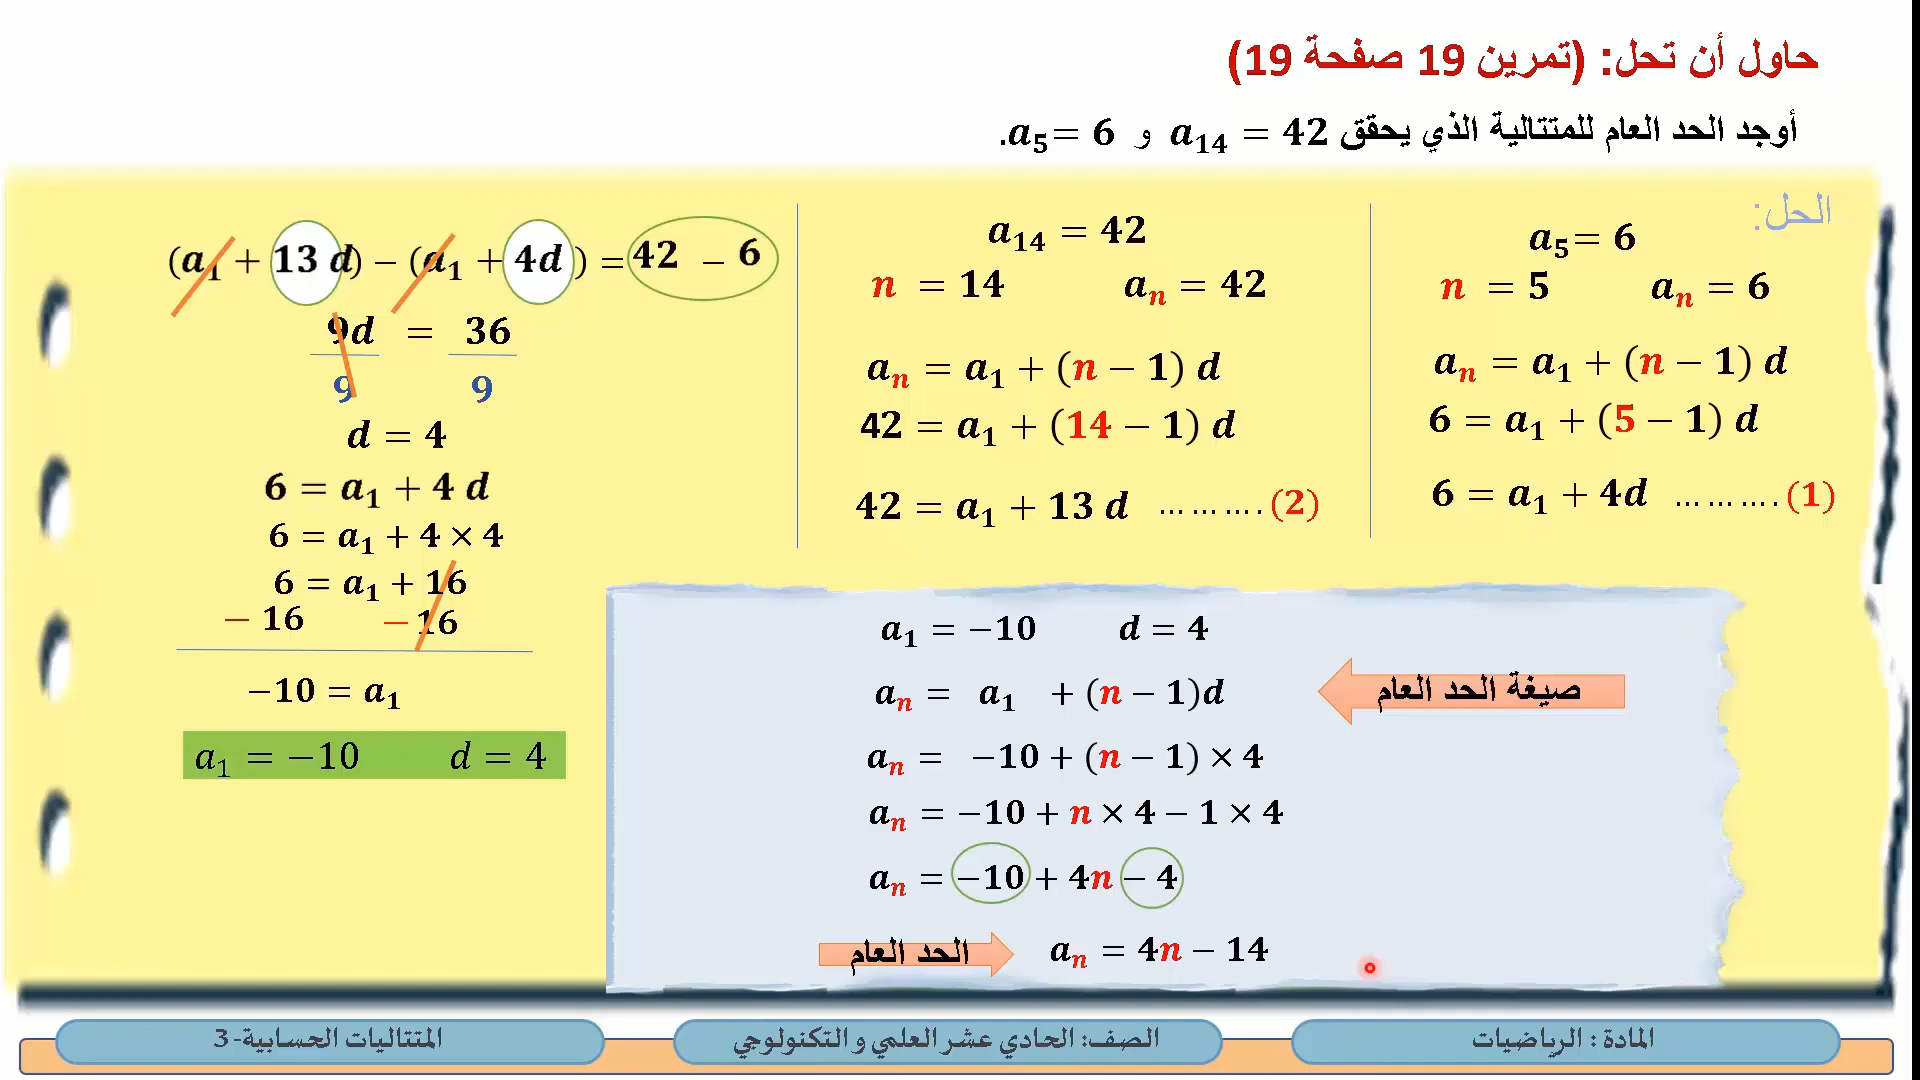 حاول أن تحل: (تمرين 19 صفحة 19)
أوجد الحد العام للمتتالية الذي يحقق a₁₄ = 42 و a₅ = 6.
الحل:
a₅ = 6
n = 5 aₙ = 6
aₙ = a₁ + (n − 1) d
6 = a₁ + (5 − 1) d
6 = a₁ + 4d ………. (1)
a₁₄ = 42
n = 14 aₙ = 42
aₙ = a₁ + (n − 1) d
42 = a₁ + (14 − 1) d
42 = a₁ + 13 d ………. (2)
(a₁ + 13 d) − (a₁ + 4d ) = 42 − 6
9d = 36
9 9
d = 4
6 = a₁ + 4 d
6 = a₁ + 4 × 4
6 = a₁ + 16
− 16 − 16
−10 = a₁
a₁ = −10 d = 4
a₁ = −10 d = 4
aₙ = a₁ + (n − 1)d
صيغة الحد العام
aₙ = −10 + (n − 1) × 4
aₙ = −10 + n × 4 − 1 × 4
aₙ = −10 + 4n − 4
الحد العام
aₙ = 4n − 14
المادة : الرياضيات
الصف: الحادي عشر العلمي و التكنولوجي
المتتاليات الحسابية-3